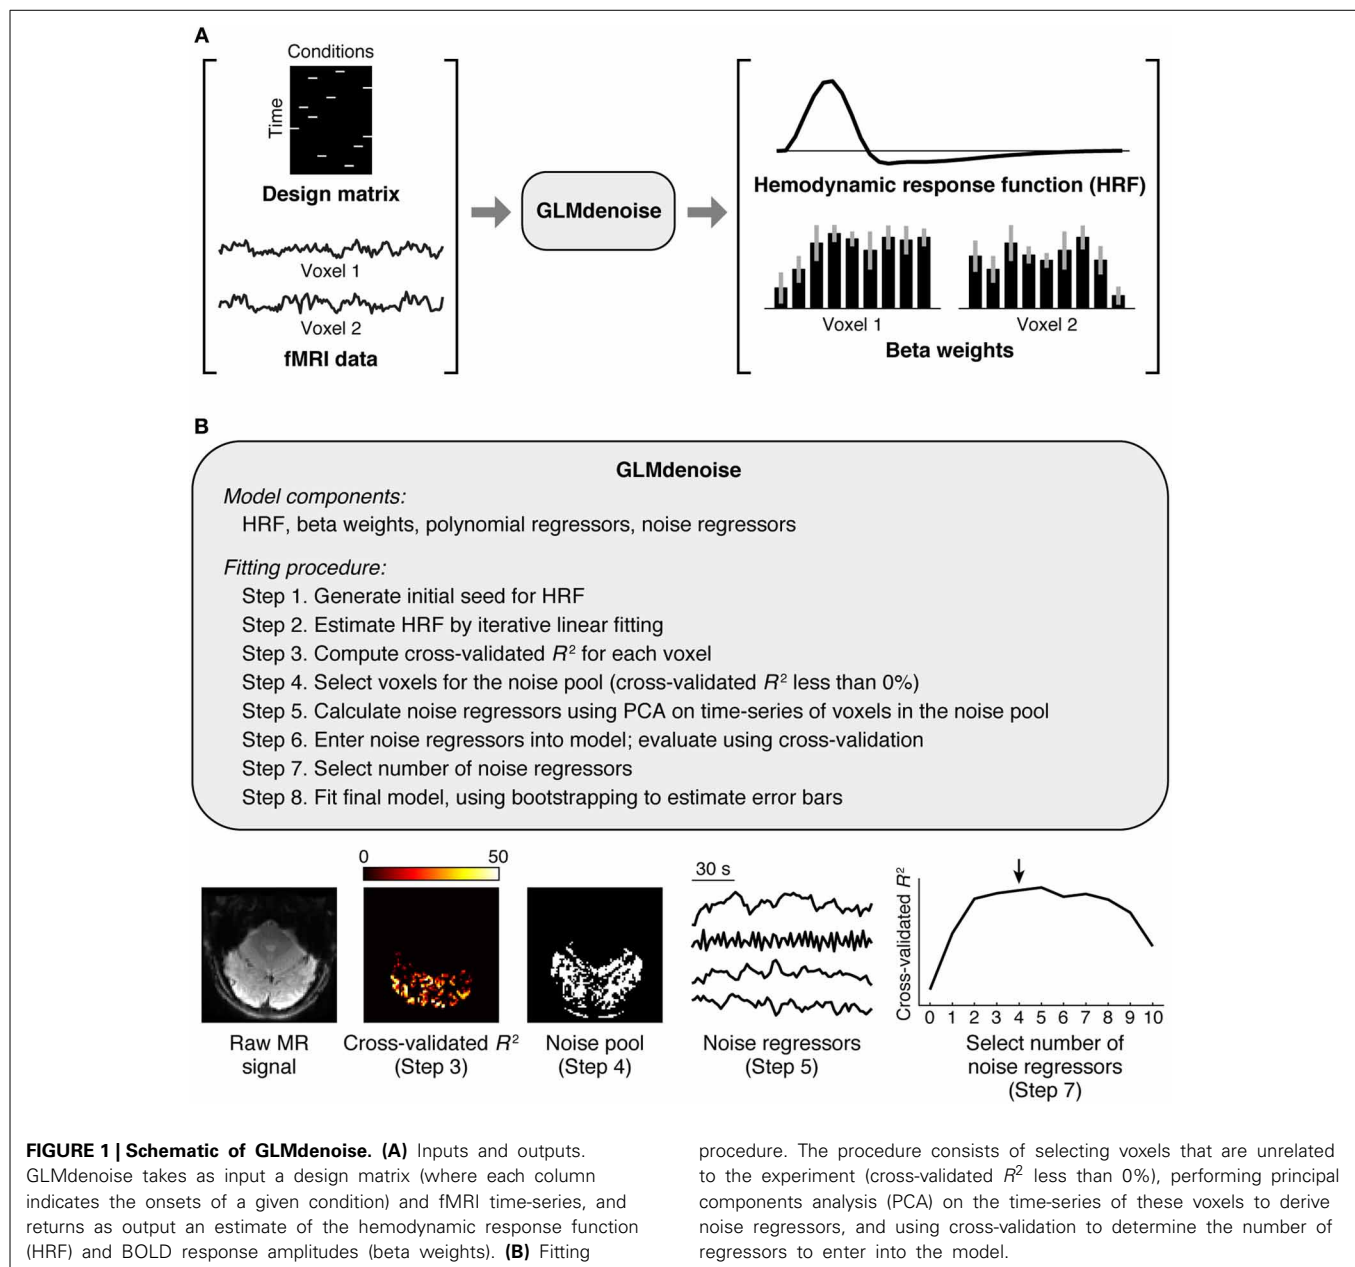 A
Conditions
Time
Design matrix
Voxel 1
Voxel 2
fMRI data
GLMdenoise
Hemodynamic response function (HRF)
Voxel 1
Voxel 2
Beta weights
B
GLMdenoise
Model components:
HRF, beta weights, polynomial regressors, noise regressors
Fitting procedure:
Step 1. Generate initial seed for HRF
Step 2. Estimate HRF by iterative linear fitting
Step 3. Compute cross-validated R² for each voxel
Step 4. Select voxels for the noise pool (cross-validated R² less than 0%)
Step 5. Calculate noise regressors using PCA on time-series of voxels in the noise pool
Step 6. Enter noise regressors into model; evaluate using cross-validation
Step 7. Select number of noise regressors
Step 8. Fit final model, using bootstrapping to estimate error bars
Raw MR
signal
0 50
Cross-validated R²
(Step 3)
Noise pool
(Step 4)
30 s
Noise regressors
(Step 5)
Cross-validated R²
0 1 2 3 4 5 6 7 8 9 10
Select number of
noise regressors
(Step 7)
FIGURE 1 | Schematic of GLMdenoise. (A) Inputs and outputs.
GLMdenoise takes as input a design matrix (where each column
indicates the onsets of a given condition) and fMRI time-series, and
returns as output an estimate of the hemodynamic response function
(HRF) and BOLD response amplitudes (beta weights). (B) Fitting
procedure. The procedure consists of selecting voxels that are unrelated
to the experiment (cross-validated R² less than 0%), performing principal
components analysis (PCA) on the time-series of these voxels to derive
noise regressors, and using cross-validation to determine the number of
regressors to enter into the model.